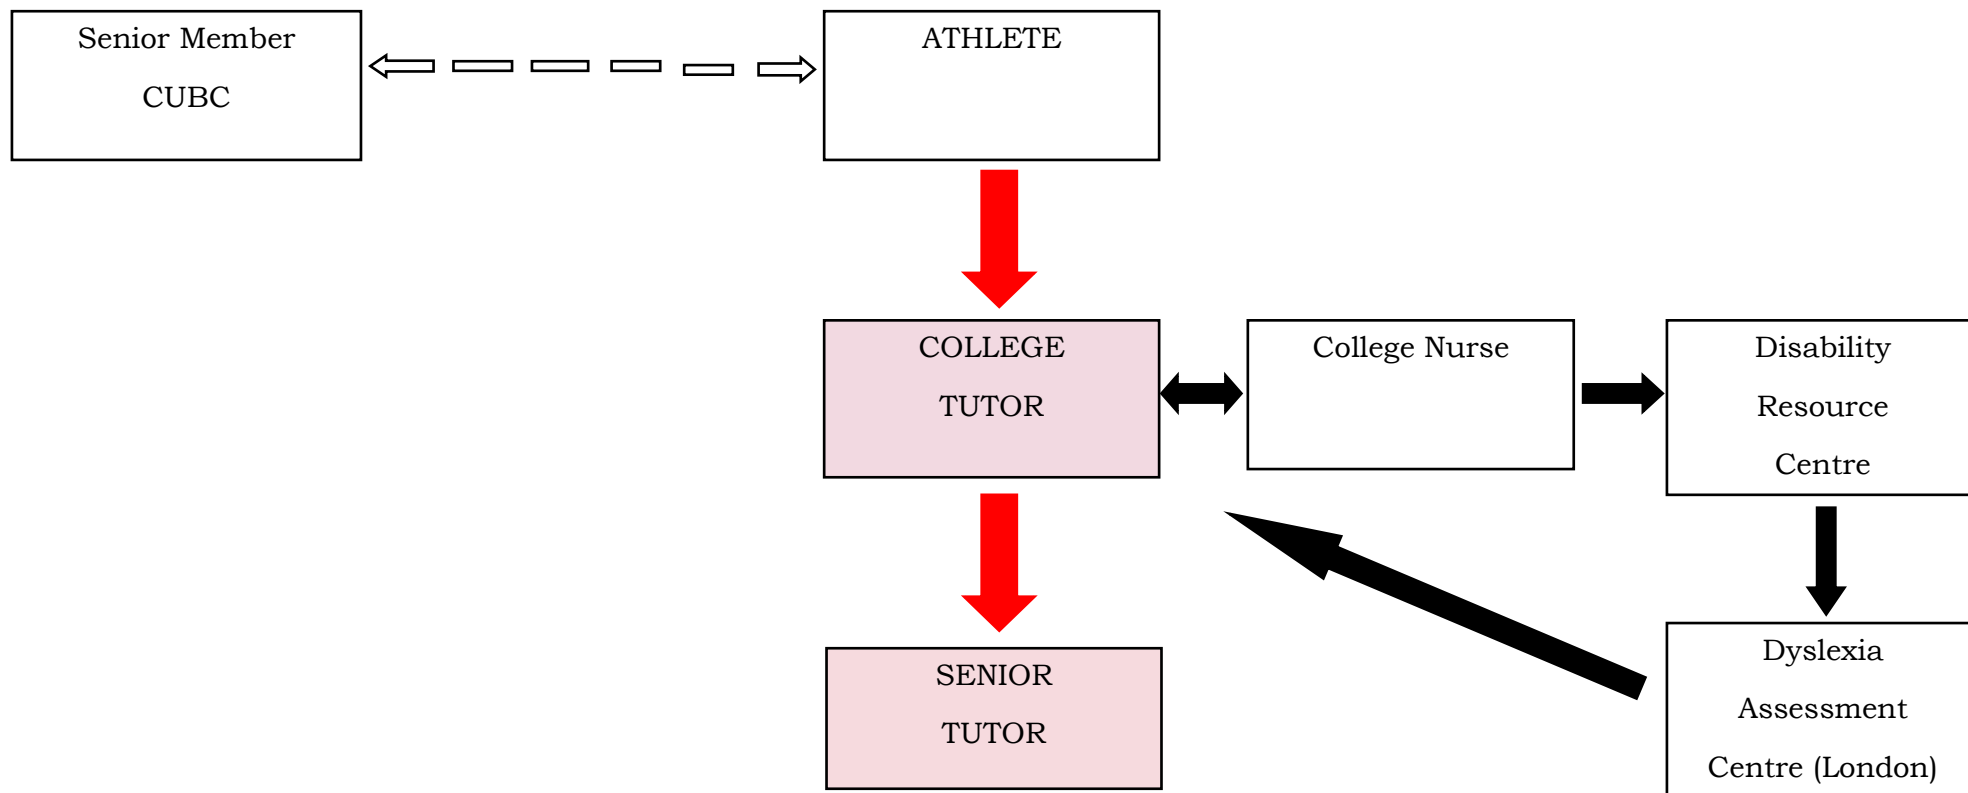 Senior Member
CUBC
ATHLETE
COLLEGE
TUTOR
College Nurse
Disability
Resource
Centre
SENIOR
TUTOR
Dyslexia
Assessment
Centre (London)